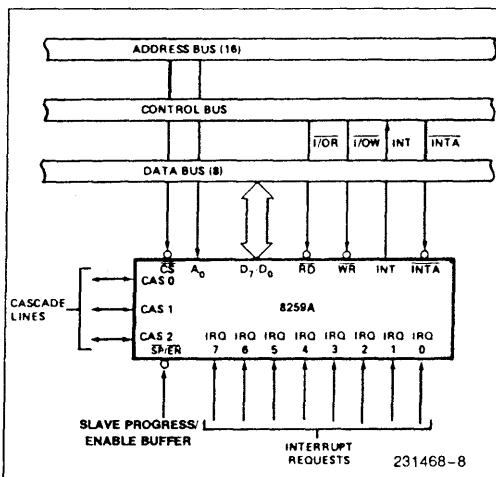 ADDRESS BUS (16)
CONTROL BUS
I/OR I/OW INT INTA
DATA BUS (8)
CS A0 D7-D0 RD WR INT INTA
CAS 0
CASCADE LINES
CAS 1
8259A
CAS 2
SP/EN
IRQ IRQ IRQ IRQ IRQ IRQ IRQ IRQ
7 6 5 4 3 2 1 0
SLAVE PROGRESS/
ENABLE BUFFER
INTERRUPT
REQUESTS
231468-8